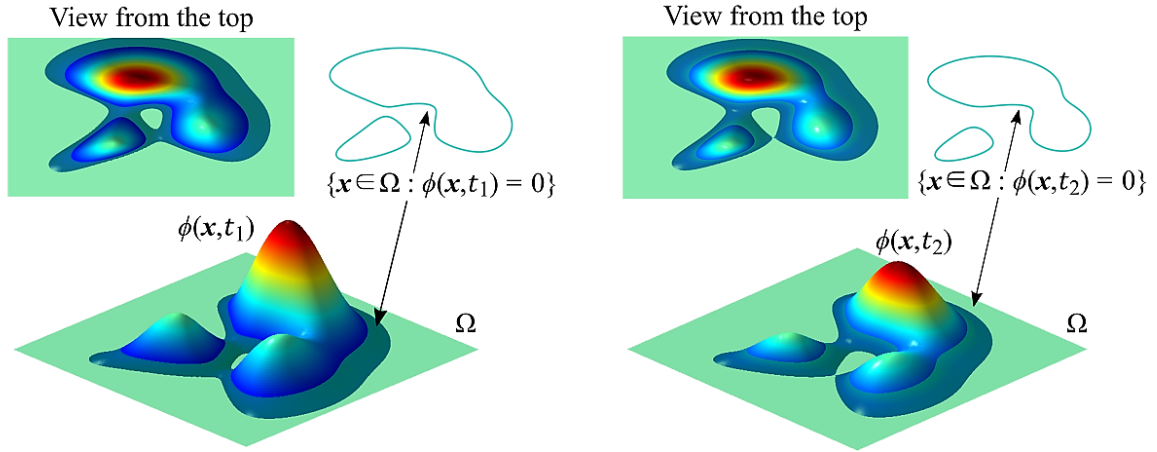 View from the top
{x ∈ Ω : ϕ(x,t₁) = 0}
ϕ(x,t₁)
Ω
View from the top
{x ∈ Ω : ϕ(x,t₂) = 0}
ϕ(x,t₂)
Ω